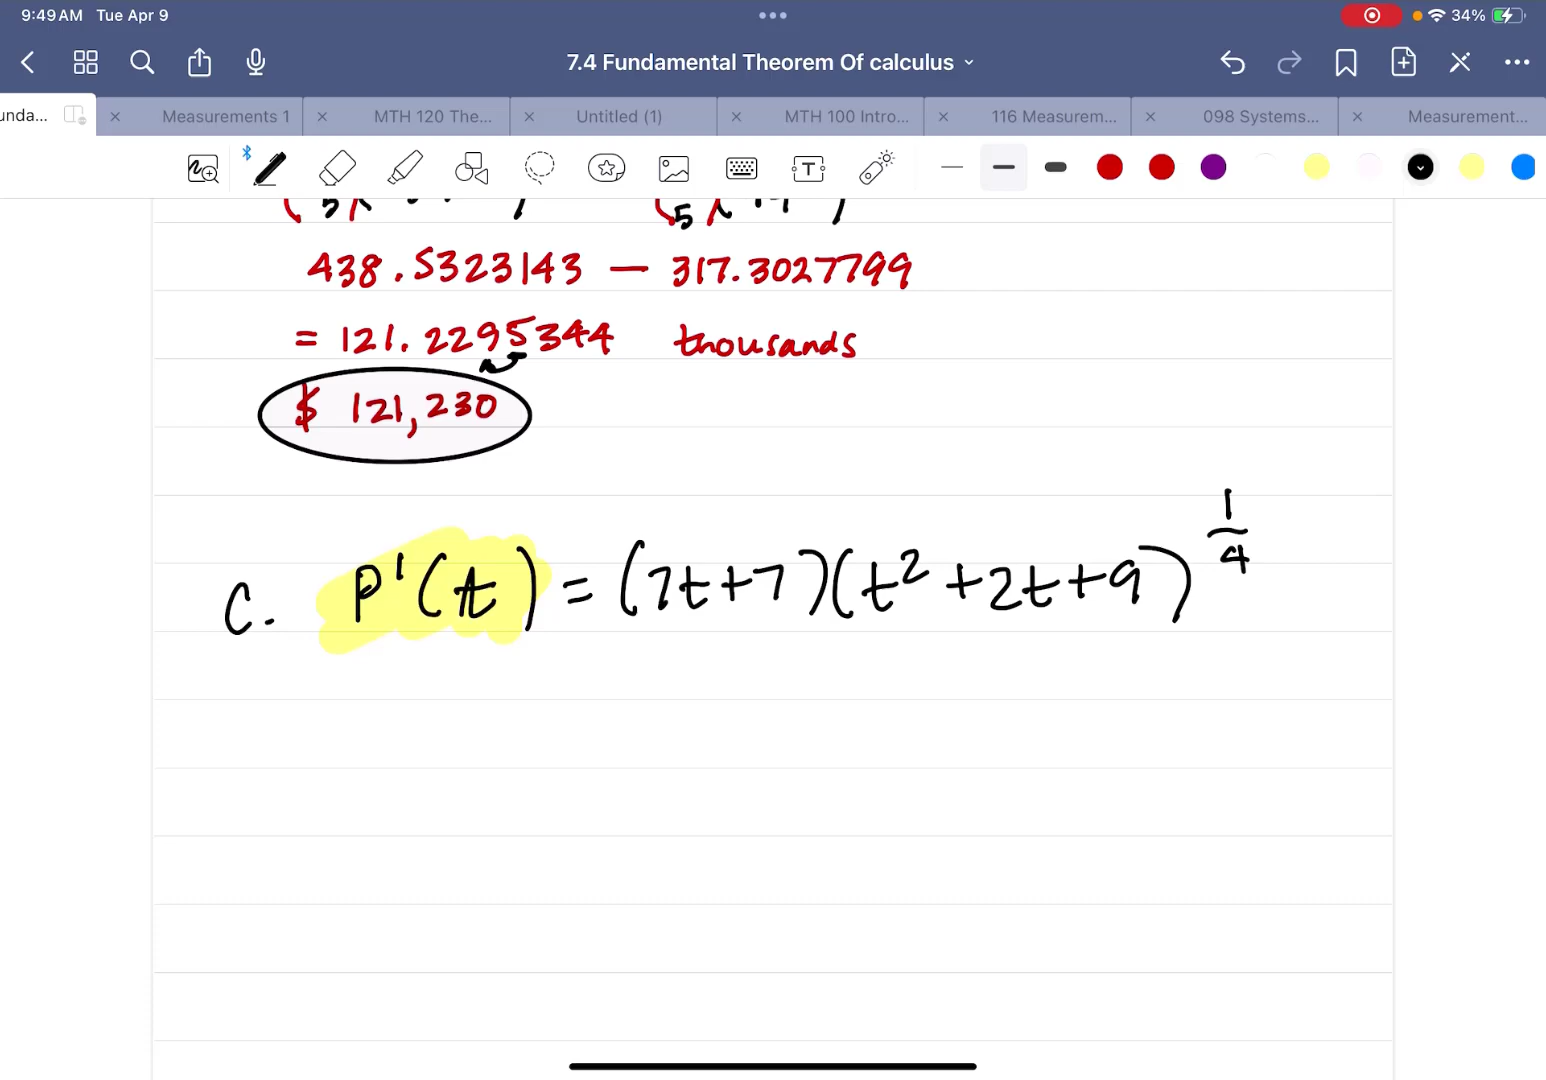 9:49 AM Tue Apr 9
34%
7.4 Fundamental Theorem Of calculus
unda...
Measurements 1
MTH 120 The...
Untitled (1)
MTH 100 Intro...
116 Measurem...
098 Systems...
Measurement...
438.5323143 — 317.3027799
= 121.2295344 thousands
$ 121,230
C. P'(t) = (7t+7)(t² +2t+9)^(1/4)